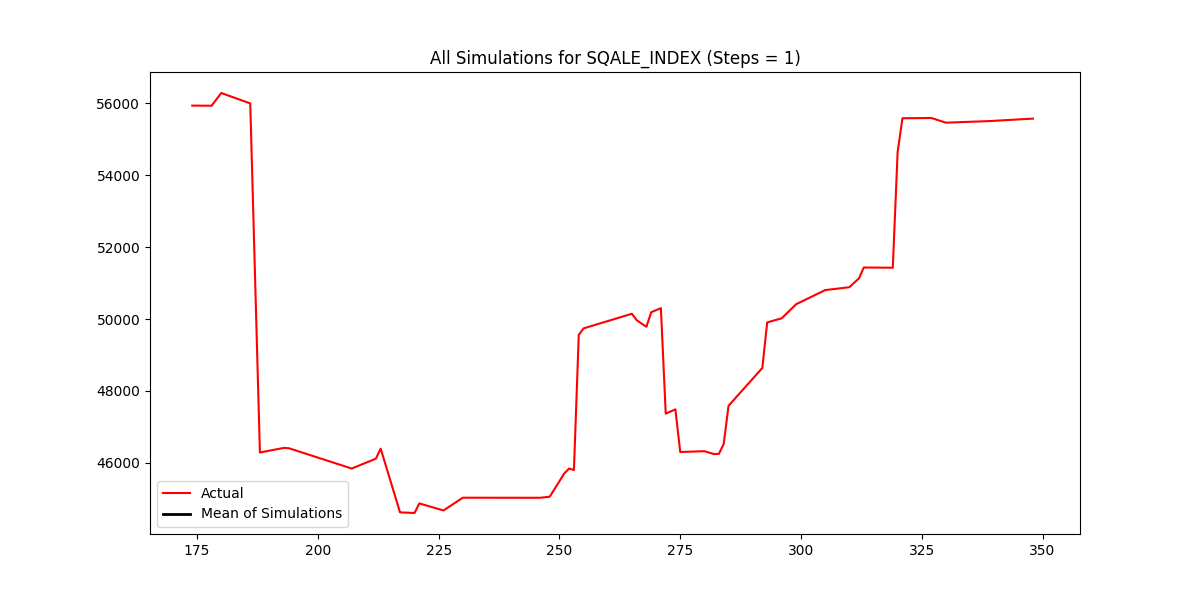 All Simulations for SQALE_INDEX (Steps = 1)
56000
54000
52000
50000
48000
46000
Actual
Mean of Simulations
175 200 225 250 275 300 325 350